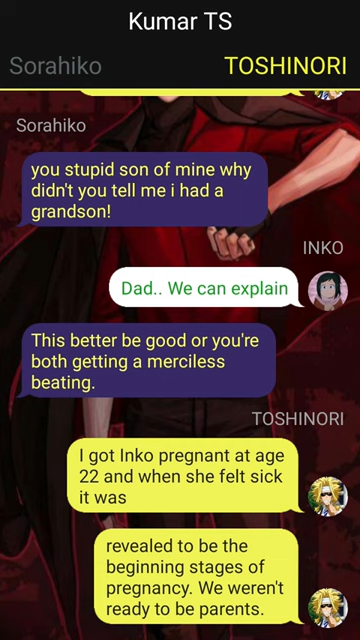 Kumar TS
Sorahiko
TOSHINORI
Sorahiko
you stupid son of mine why
didn't you tell me i had a
grandson!
INKO
Dad.. We can explain
This better be good or you're
both getting a merciless
beating.
TOSHINORI
I got Inko pregnant at age
22 and when she felt sick
it was
revealed to be the
beginning stages of
pregnancy. We weren't
ready to be parents.